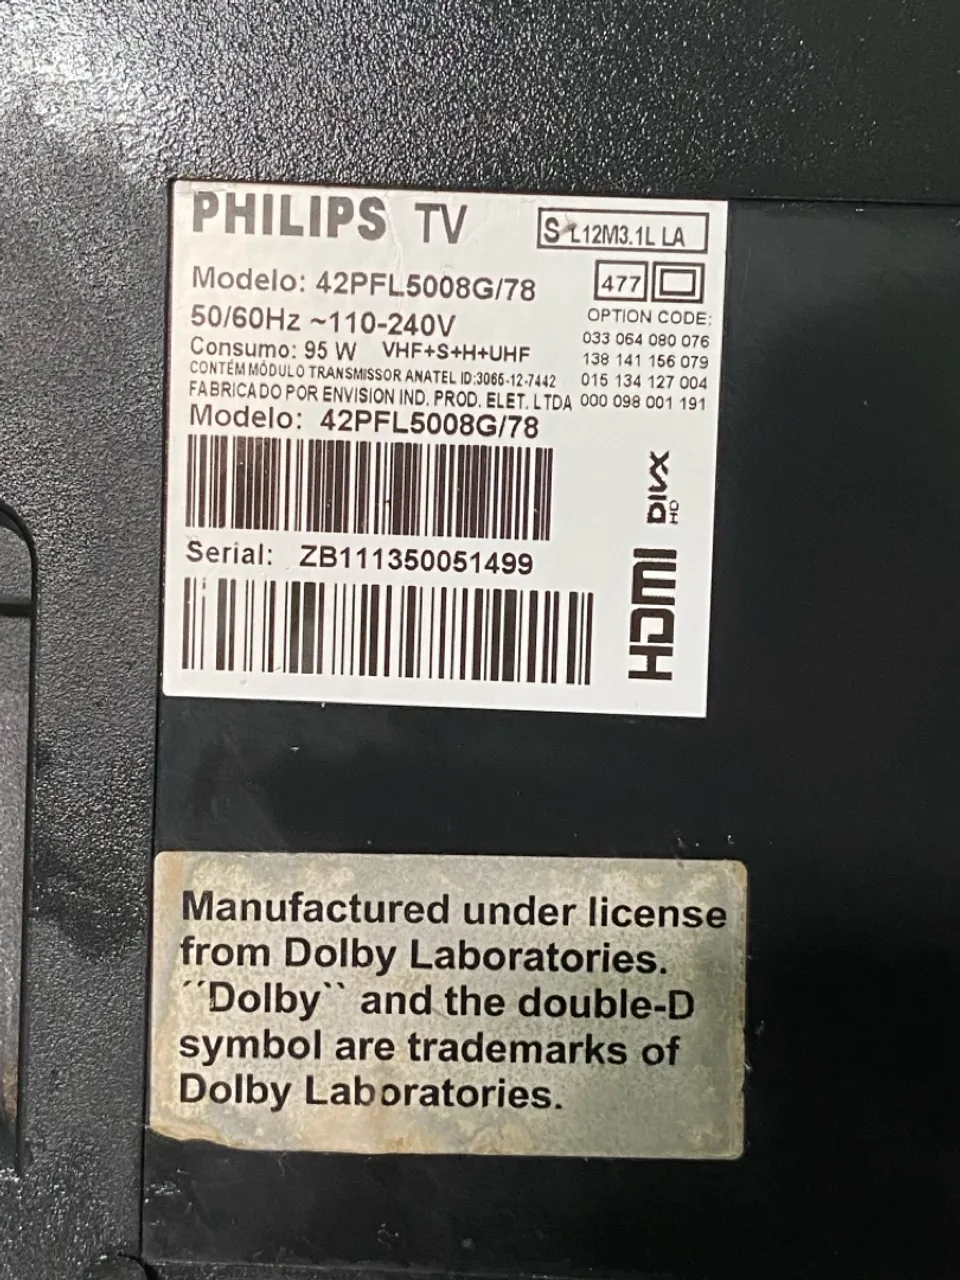 PHILIPS TV
S L12M3.1L LA
Modelo: 42PFL5008G/78
477
50/60Hz ~110-240V
OPTION CODE:
Consumo: 95 W VHF+S+H+UHF
033 064 080 076
CONTÉM MÓDULO TRANSMISSOR ANATEL ID:3065-12-7442
138 141 156 079
015 134 127 004
FABRICADO POR ENVISION IND. PROD. ELET. LTDA
000 098 001 191
Modelo: 42PFL5008G/78
DIVX
HD
Serial: ZB111350051499
HDMI
Manufactured under license
from Dolby Laboratories.
´´Dolby`` and the double-D
symbol are trademarks of
Dolby Laboratories.